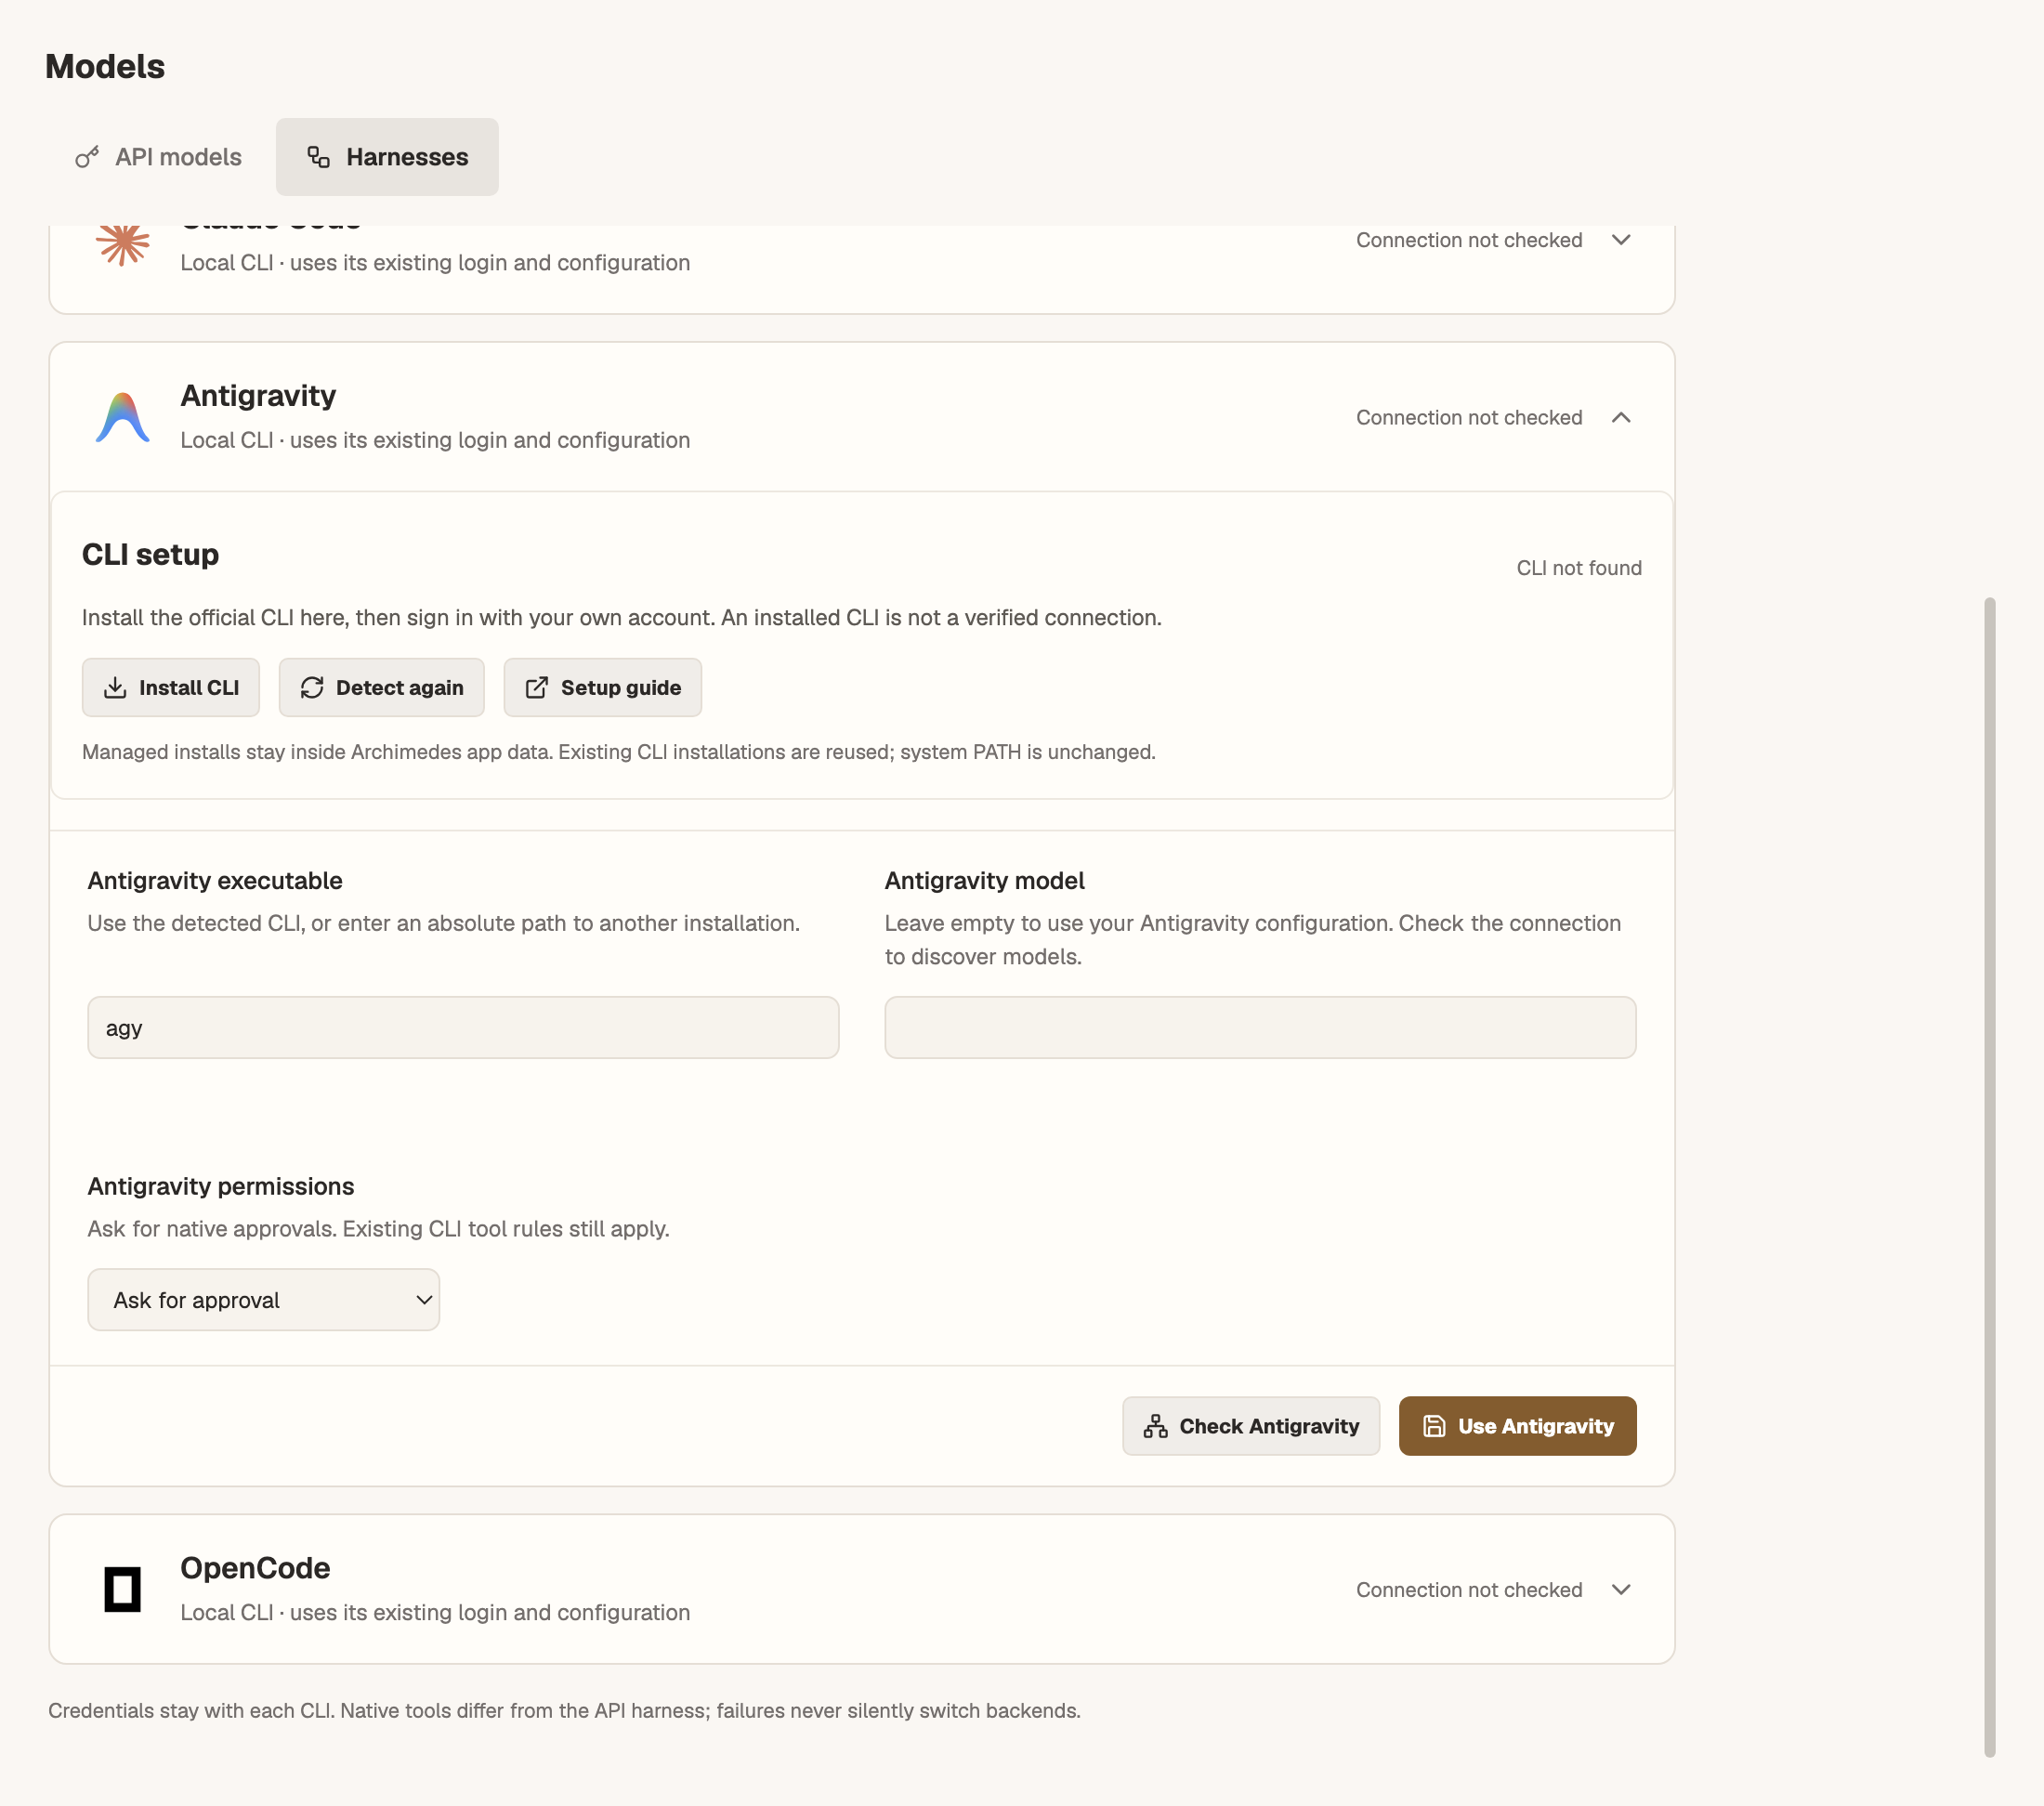 Models
API models
Harnesses
Claude Code
Connection not checked
Local CLI · uses its existing login and configuration
Antigravity
Connection not checked
Local CLI · uses its existing login and configuration
CLI setup
CLI not found
Install the official CLI here, then sign in with your own account. An installed CLI is not a verified connection.
Install CLI
Detect again
Setup guide
Managed installs stay inside Archimedes app data. Existing CLI installations are reused; system PATH is unchanged.
Antigravity executable
Use the detected CLI, or enter an absolute path to another installation.
agy
Antigravity model
Leave empty to use your Antigravity configuration. Check the connection
to discover models.
Antigravity permissions
Ask for native approvals. Existing CLI tool rules still apply.
Ask for approval
Check Antigravity
Use Antigravity
OpenCode
Connection not checked
Local CLI · uses its existing login and configuration
Credentials stay with each CLI. Native tools differ from the API harness; failures never silently switch backends.